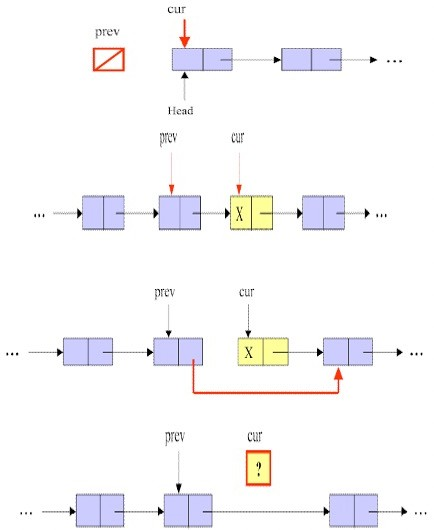 cur
prev
...
Head
prev cur
... X ...
prev cur
... X ...
prev cur
?
... ...